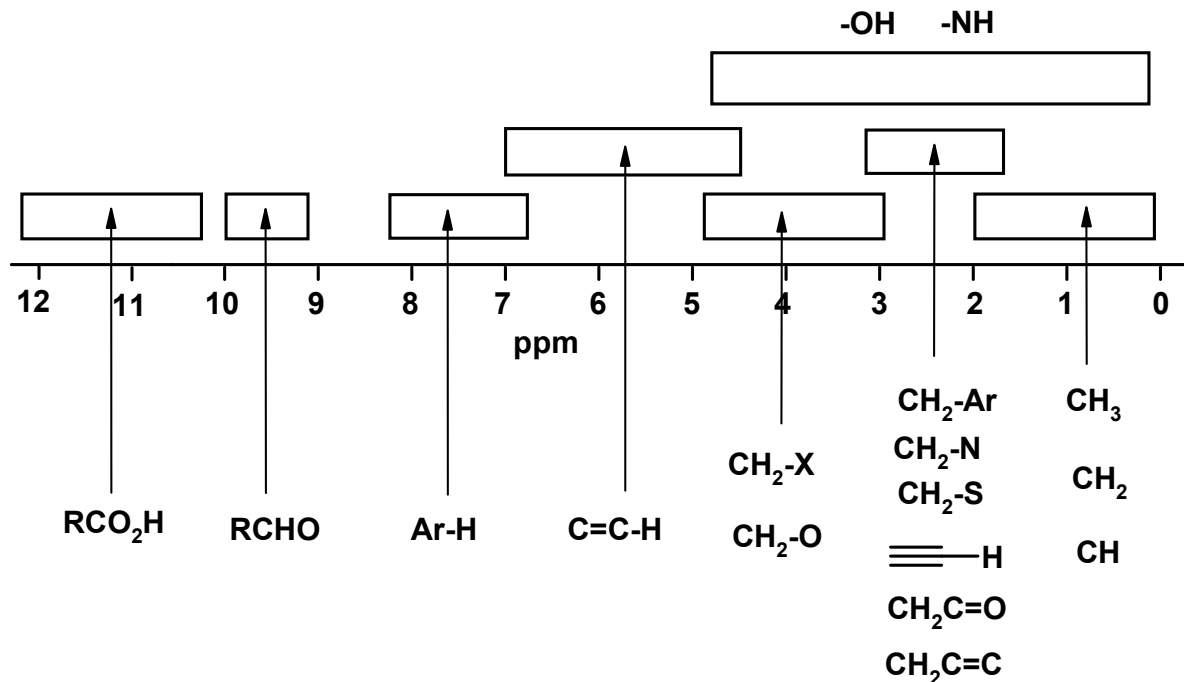 -OH -NH
12 11 10 9 8 7 6 5 4 3 2 1 0
ppm
CH₂-Ar
CH₂-N
CH₂-S
H
CH₂C=O
CH₂C=C
CH₃
CH₂
CH
CH₂-X
CH₂-O
RCO₂H
RCHO
Ar-H
C=C-H